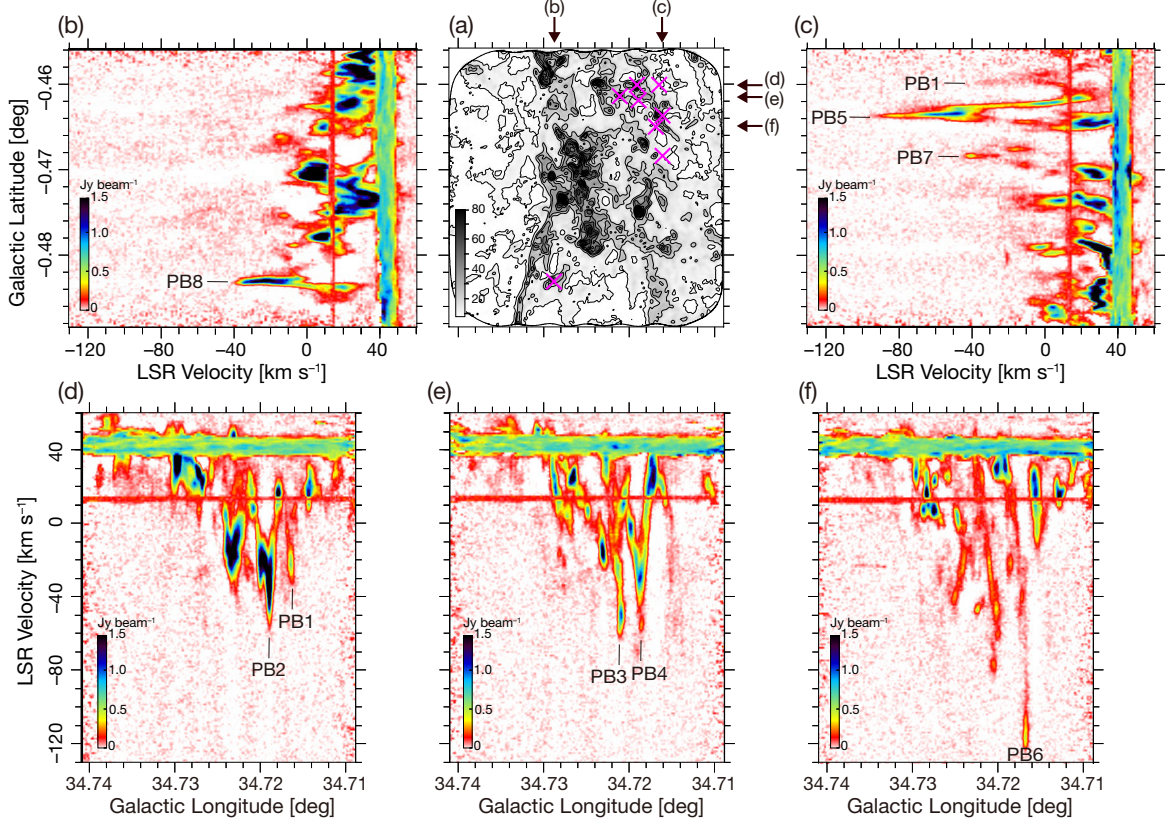 (b)
(a)
(b)
(c)
(c)
(d)
(e)
(f)
Galactic Latitude [deg]
−0.46
−0.47
−0.48
Jy beam⁻¹
1.5
1.0
0.5
0
PB8
−120
−80
−40
0
40
LSR Velocity [km s⁻¹]
80
60
40
20
PB1
PB5
PB7
Jy beam⁻¹
1.5
1.0
0.5
0
−120
−80
−40
0
40
LSR Velocity [km s⁻¹]
(d)
LSR Velocity [km s⁻¹]
40
0
−40
−80
−120
PB1
PB2
Jy beam⁻¹
1.5
1.0
0.5
0
34.74
34.73
34.72
34.71
Galactic Longitude [deg]
(e)
PB3
PB4
Jy beam⁻¹
1.5
1.0
0.5
0
34.74
34.73
34.72
34.71
Galactic Longitude [deg]
(f)
PB6
Jy beam⁻¹
1.5
1.0
0.5
0
34.74
34.73
34.72
34.71
Galactic Longitude [deg]